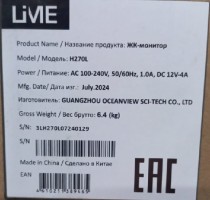 LiME
Product Name / Название продукта: ЖК-монитор
Model / Модель: H270L
Power / Питание: AC 100-240V, 50/60Hz, 1.0A, DC 12V-4A
Mfg. Date/ Дата изг.: July.2024
Изготовитель: GUANGZHOU OCEANVIEW SCI-TECH CO., LTD
Gross Weight / Вес брутто: 6.4 (кг)
S/N: 3LH270L07240129
S/N
Made in China / Сделано в Китае
EAN
EAC